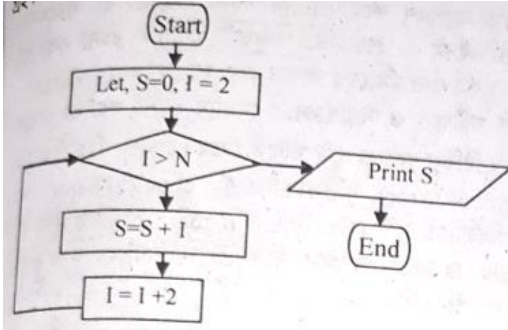 Start
Let, S=0, I = 2
I > N
Print S
S=S + I
End
I = I +2